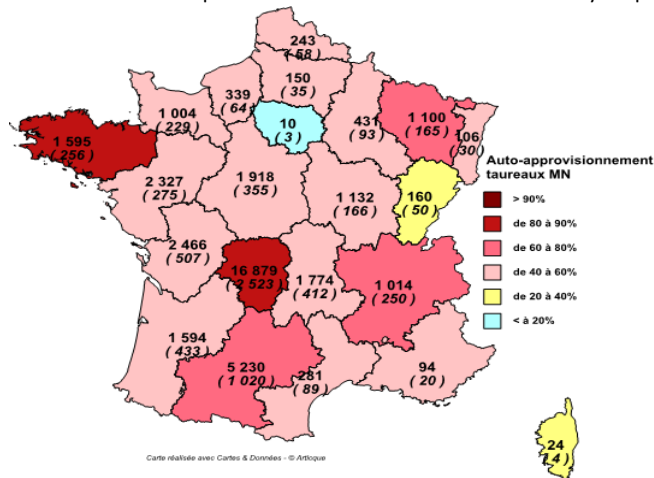 243
( 58 )
150
( 35 )
339
( 64 )
1 004
( 229 )
10
( 3 )
431
( 93 )
1 100
( 165 )
106
( 30 )
1 595
( 256 )
2 327
( 275 )
1 918
( 355 )
1 132
( 166 )
160
( 50 )
Auto-approvisionnement
taureaux MN
> 90%
de 80 à 90%
de 60 à 80%
de 40 à 60%
de 20 à 40%
< à 20%
2 466
( 507 )
16 879
( 2 523 )
1 774
( 412 )
1 014
( 250 )
1 594
( 433 )
5 230
( 1 020 )
281
( 89 )
94
( 20 )
24
( 4 )
Carte réalisée avec Cartes & Données - © Articque